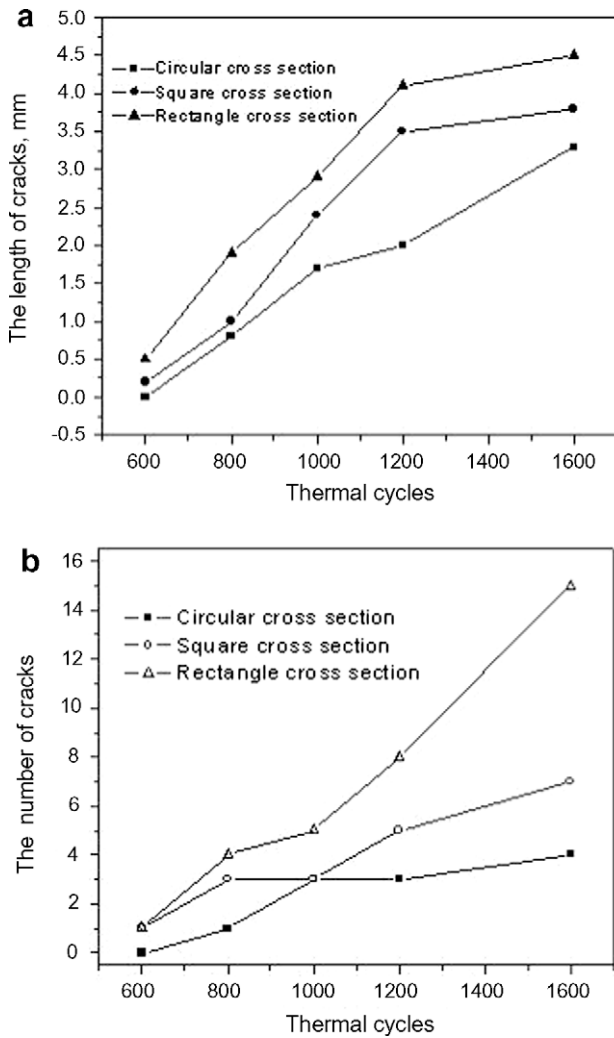 a
5.0
4.5
4.0
3.5
3.0
2.5
2.0
1.5
1.0
0.5
0.0
-0.5
The length of cracks, mm
Circular cross section
Square cross section
Rectangle cross section
600 800 1000 1200 1400 1600
Thermal cycles
b
16
14
12
10
8
6
4
2
0
The number of cracks
Circular cross section
Square cross section
Rectangle cross section
600 800 1000 1200 1400 1600
Thermal cycles